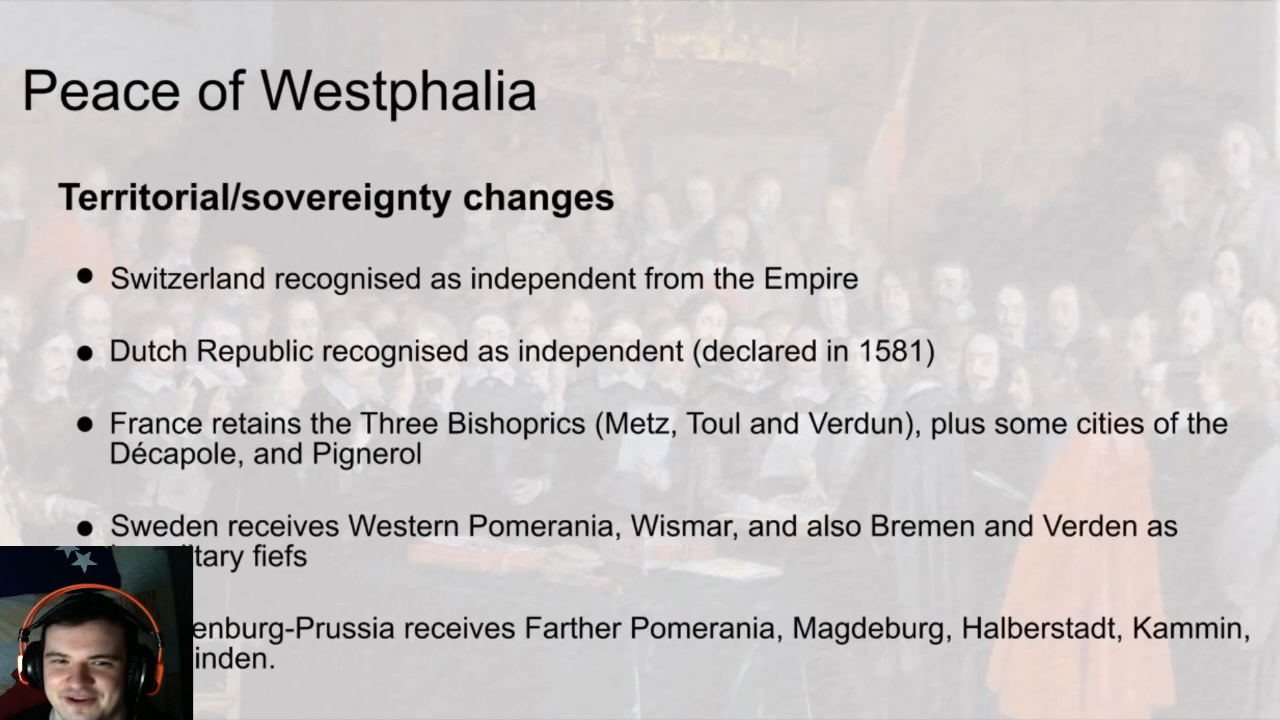 Peace of Westphalia
Territorial/sovereignty changes
● Switzerland recognised as independent from the Empire
● Dutch Republic recognised as independent (declared in 1581)
● France retains the Three Bishoprics (Metz, Toul and Verdun), plus some cities of the
Décapole, and Pignerol
● Sweden receives Western Pomerania, Wismar, and also Bremen and Verden as
tary fiefs
enburg-Prussia receives Farther Pomerania, Magdeburg, Halberstadt, Kammin,
inden.